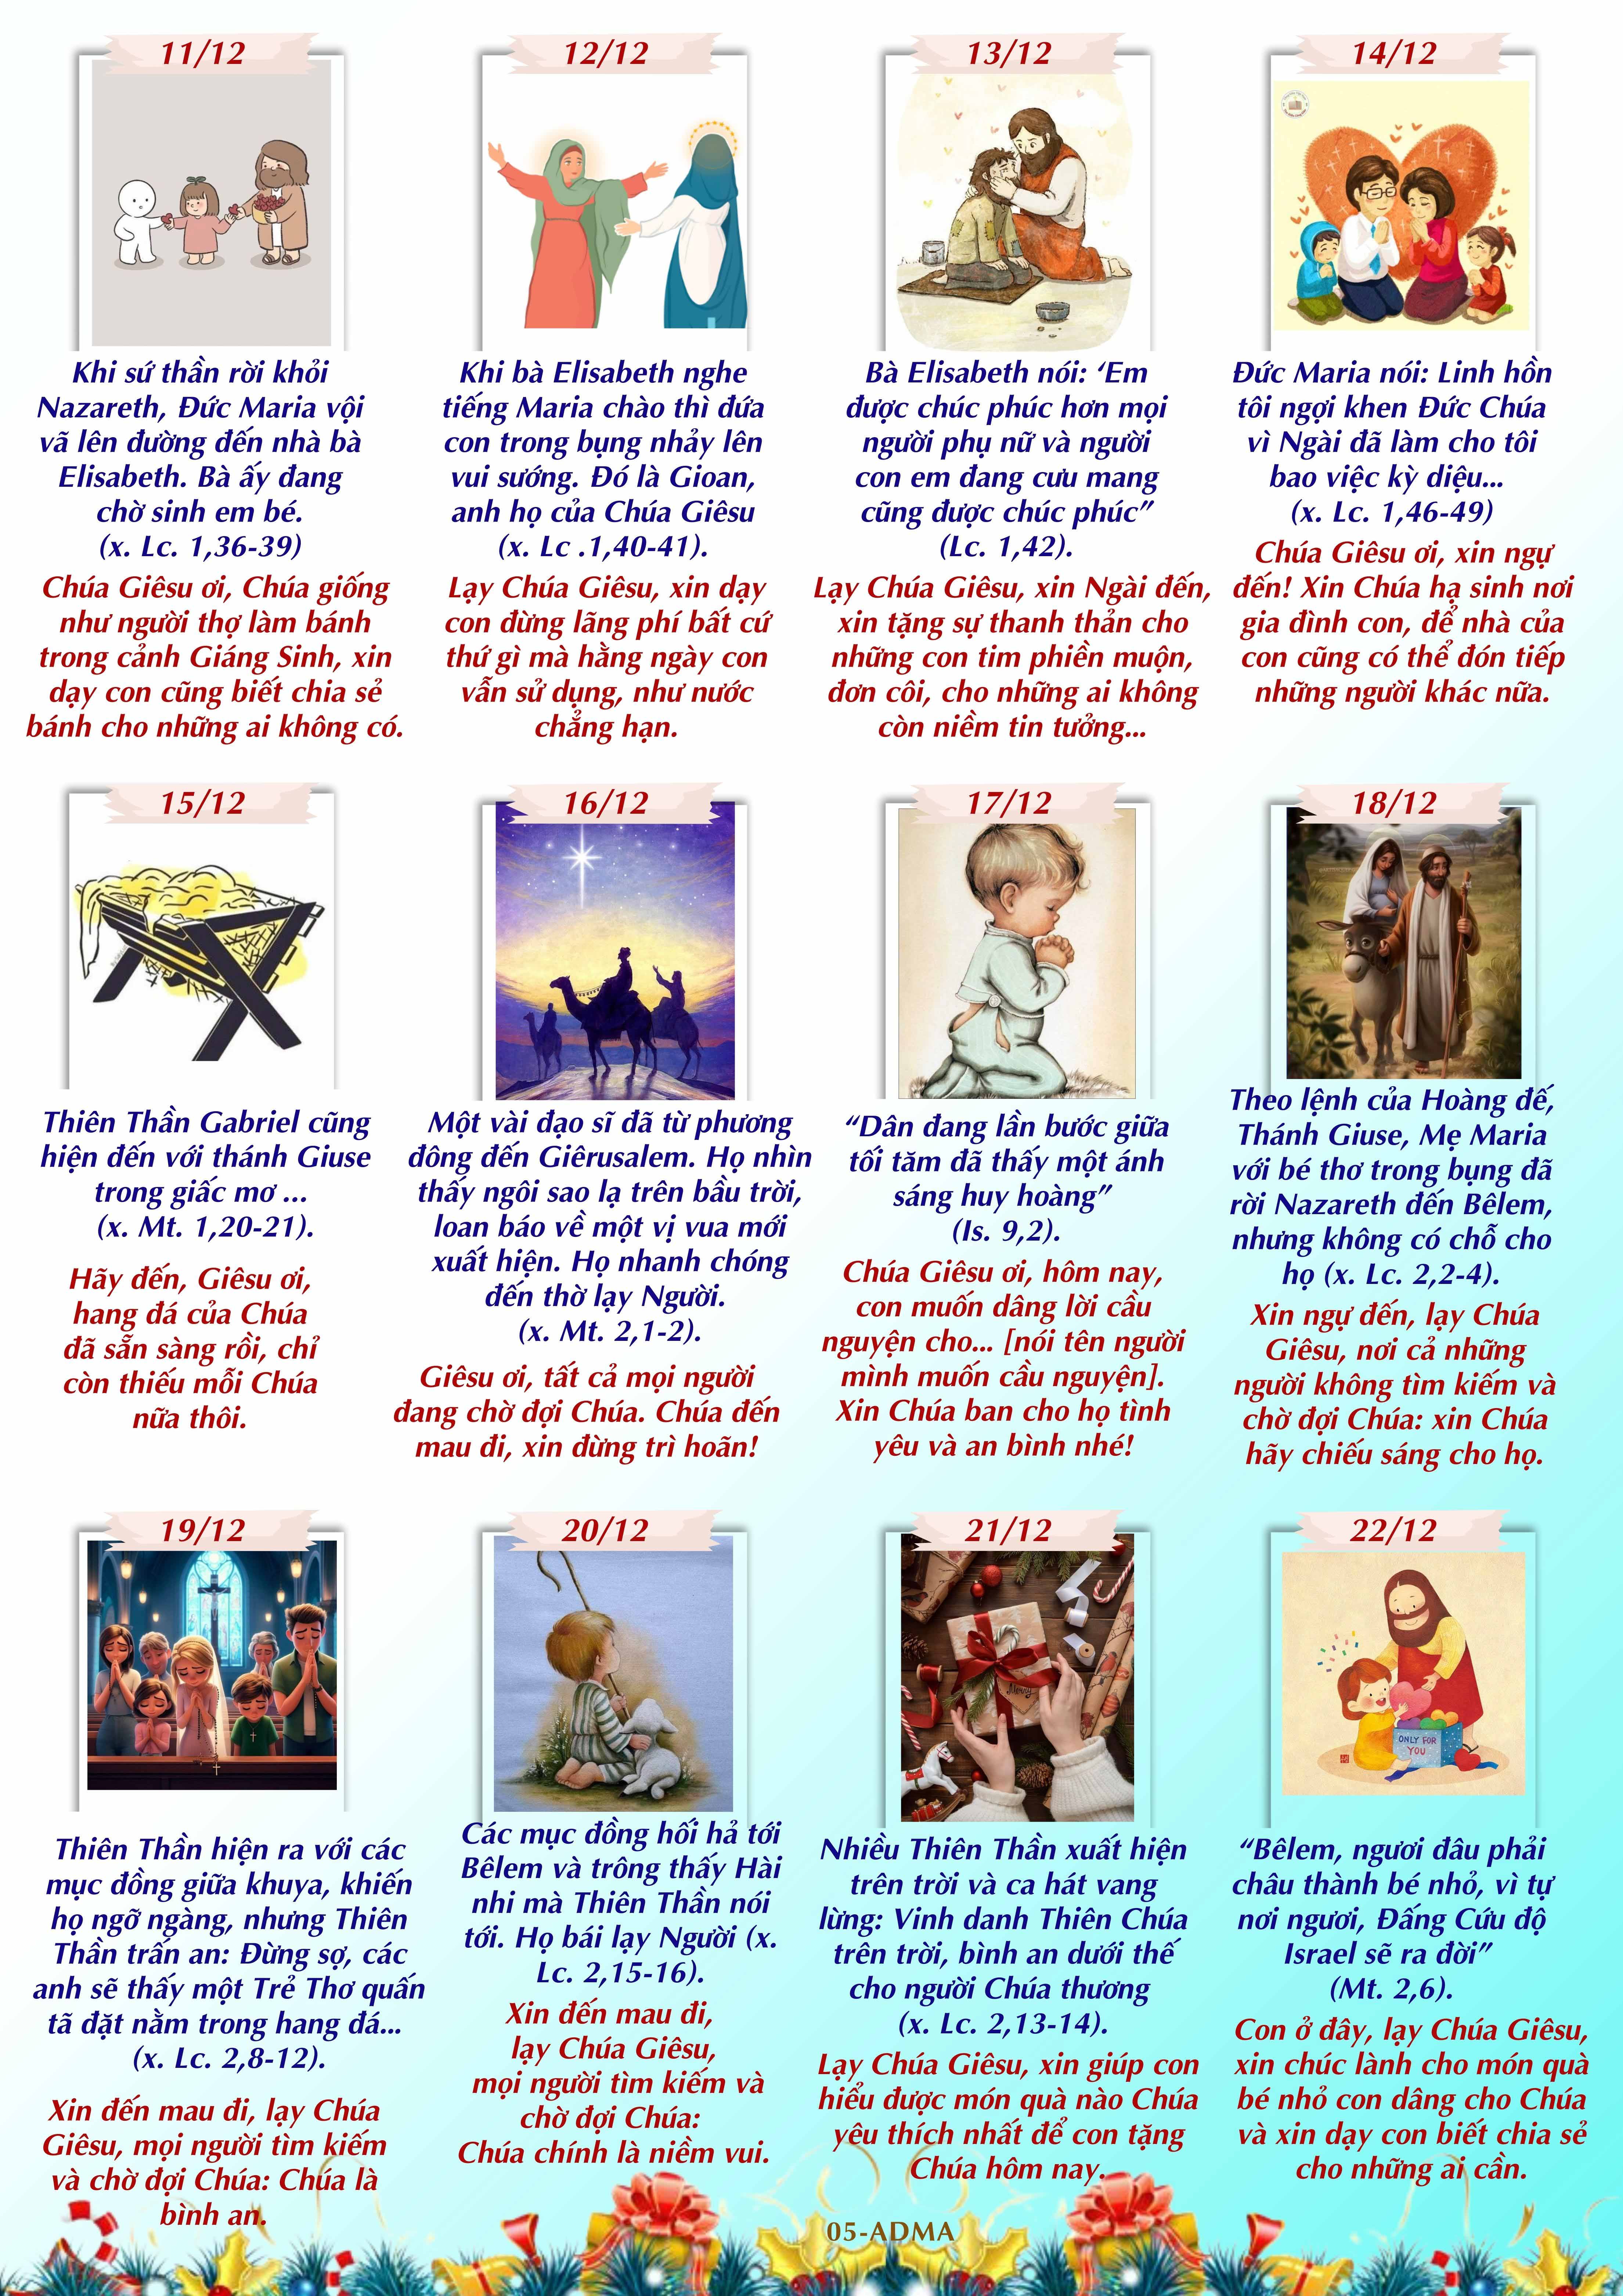 11/12
Khi sứ thần rời khỏi
Nazareth, Đức Maria vội
vã lên đường đến nhà bà
Elisabeth. Bà ấy đang
chờ sinh em bé.
(x. Lc. 1,36-39)
Chúa Giêsu ơi, Chúa giống
như người thợ làm bánh
trong cảnh Giáng Sinh, xin
dạy con cũng biết chia sẻ
bánh cho những ai không có.
12/12
Khi bà Elisabeth nghe
tiếng Maria chào thì đứa
con trong bụng nhảy lên
vui sướng. Đó là Gioan,
anh họ của Chúa Giêsu
(x. Lc .1,40-41).
Lạy Chúa Giêsu, xin dạy
con đừng lãng phí bất cứ
thứ gì mà hằng ngày con
vẫn sử dụng, như nước
chẳng hạn.
13/12
Bà Elisabeth nói: ‘Em
được chúc phúc hơn mọi
người phụ nữ và người
con em đang cưu mang
cũng được chúc phúc”
(Lc. 1,42).
Lạy Chúa Giêsu, xin Ngài đến,
xin tặng sự thanh thản cho
những con tim phiền muộn,
đơn côi, cho những ai không
còn niềm tin tưởng...
14/12
Đức Maria nói: Linh hồn
tôi ngợi khen Đức Chúa
vì Ngài đã làm cho tôi
bao việc kỳ diệu...
(x. Lc. 1,46-49)
Chúa Giêsu ơi, xin ngự
đến! Xin Chúa hạ sinh nơi
gia đình con, để nhà của
con cũng có thể đón tiếp
những người khác nữa.
15/12
Thiên Thần Gabriel cũng
hiện đến với thánh Giuse
trong giấc mơ ...
(x. Mt. 1,20-21).
Hãy đến, Giêsu ơi,
hang đá của Chúa
đã sẵn sàng rồi, chỉ
còn thiếu mỗi Chúa
nữa thôi.
16/12
Một vài đạo sĩ đã từ phương
đông đến Giêrusalem. Họ nhìn
thấy ngôi sao lạ trên bầu trời,
loan báo về một vị vua mới
xuất hiện. Họ nhanh chóng
đến thờ lạy Người.
(x. Mt. 2,1-2).
Giêsu ơi, tất cả mọi người
đang chờ đợi Chúa. Chúa đến
mau đi, xin đừng trì hoãn!
17/12
“Dân đang lần bước giữa
tối tăm đã thấy một ánh
sáng huy hoàng”
(Is. 9,2).
Chúa Giêsu ơi, hôm nay,
con muốn dâng lời cầu
nguyện cho... [nói tên người
mình muốn cầu nguyện].
Xin Chúa ban cho họ tình
yêu và an bình nhé!
18/12
Theo lệnh của Hoàng đế,
Thánh Giuse, Mẹ Maria
với bé thơ trong bụng đã
rời Nazareth đến Bêlem,
nhưng không có chỗ cho
họ (x. Lc. 2,2-4).
Xin ngự đến, lạy Chúa
Giêsu, nơi cả những
người không tìm kiếm và
chờ đợi Chúa: xin Chúa
hãy chiếu sáng cho họ.
19/12
Thiên Thần hiện ra với các
mục đồng giữa khuya, khiến
họ ngỡ ngàng, nhưng Thiên
Thần trấn an: Đừng sợ, các
anh sẽ thấy một Trẻ Thơ quấn
tã đặt nằm trong hang đá...
(x. Lc. 2,8-12).
Xin đến mau đi, lạy Chúa
Giêsu, mọi người tìm kiếm
và chờ đợi Chúa: Chúa là
bình an.
20/12
Các mục đồng hối hả tới
Bêlem và trông thấy Hài
nhi mà Thiên Thần nói
tới. Họ bái lạy Người (x.
Lc. 2,15-16).
Xin đến mau đi,
lạy Chúa Giêsu,
mọi người tìm kiếm và
chờ đợi Chúa:
Chúa chính là niềm vui.
21/12
Merry
Nhiều Thiên Thần xuất hiện
trên trời và ca hát vang
lừng: Vinh danh Thiên Chúa
trên trời, bình an dưới thế
cho người Chúa thương
(x. Lc. 2,13-14).
Lạy Chúa Giêsu, xin giúp con
hiểu được món quà nào Chúa
yêu thích nhất để con tặng
Chúa hôm nay.
22/12
ONLY FOR
YOU
“Bêlem, ngươi đâu phải
châu thành bé nhỏ, vì tự
nơi ngươi, Đấng Cứu độ
Israel sẽ ra đời”
(Mt. 2,6).
Con ở đây, lạy Chúa Giêsu,
xin chúc lành cho món quà
bé nhỏ con dâng cho Chúa
và xin dạy con biết chia sẻ
cho những ai cần.
05-ADMA